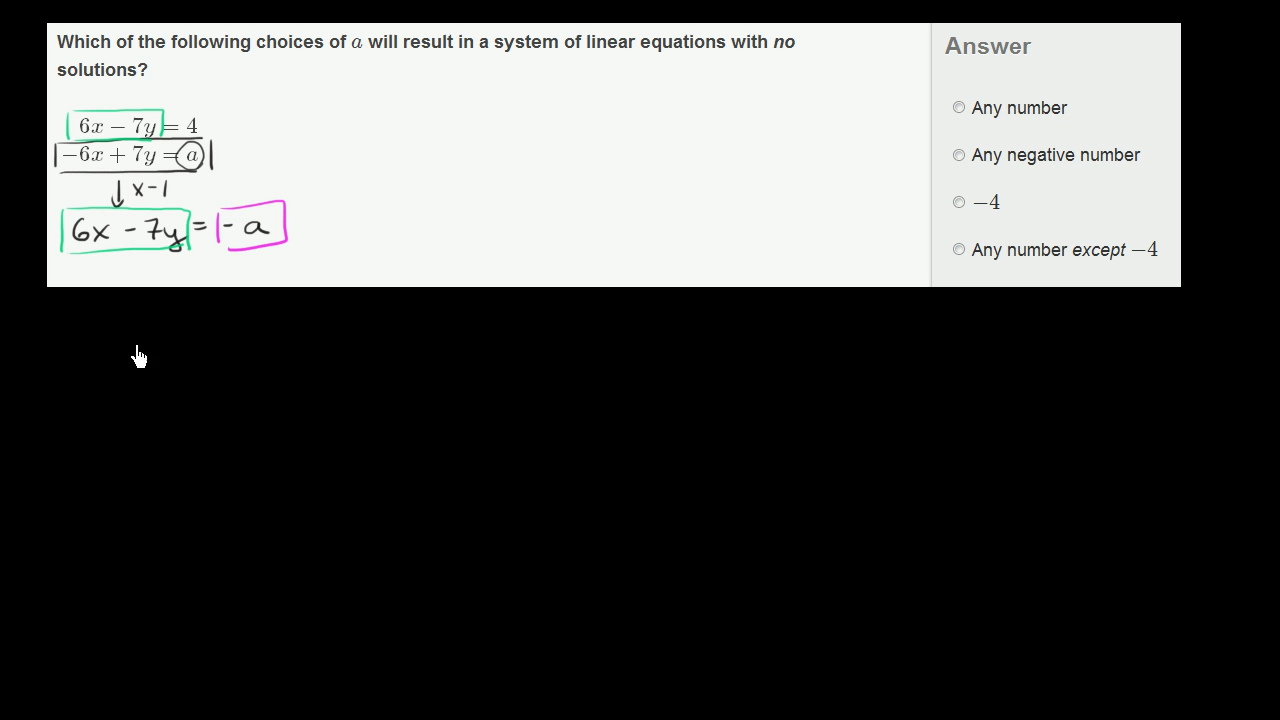 Which of the following choices of a will result in a system of linear equations with no
solutions?
6x − 7y = 4
−6x + 7y = a
x -1
6x - 7y = - a
Answer
Any number
Any negative number
−4
Any number except −4